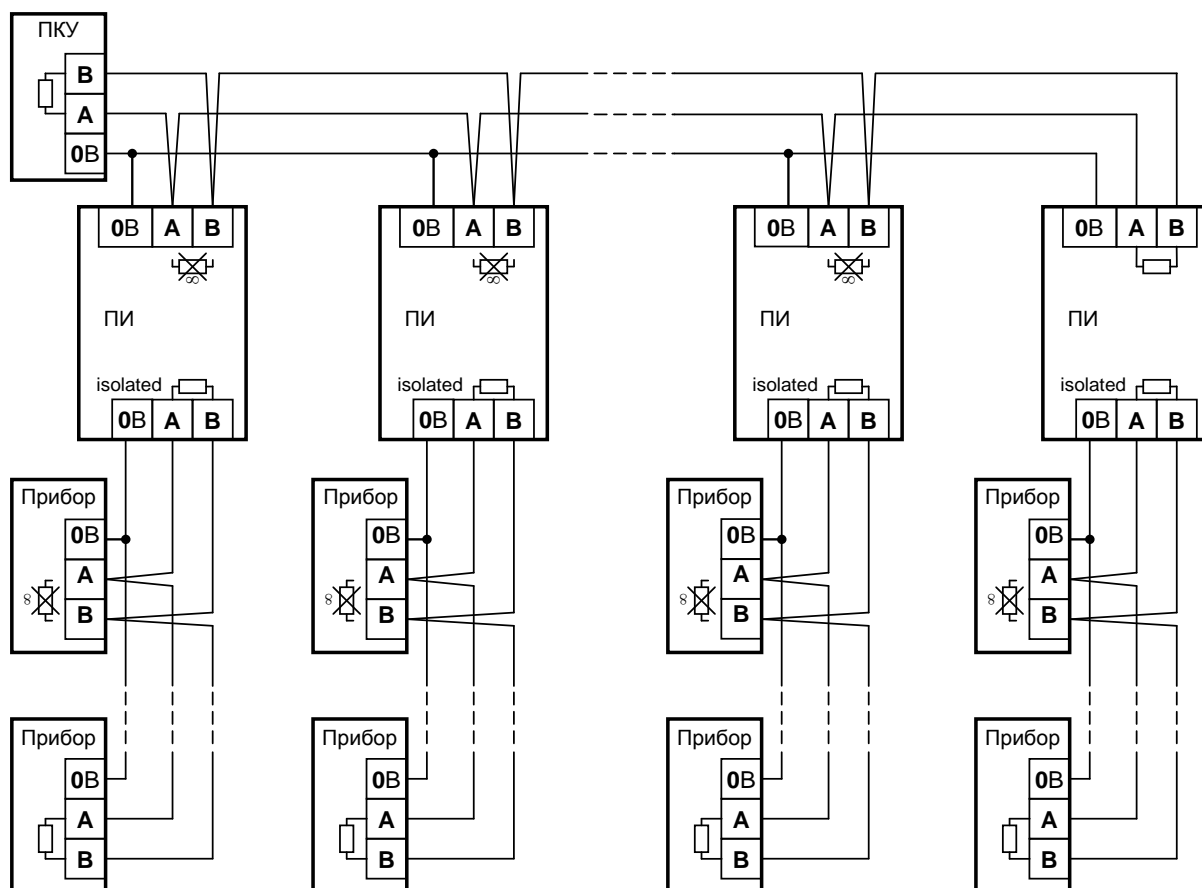 ПКУ
B
A
0В
0В A B 0В A B 0В A B 0В A B
∞ ∞ ∞
ПИ ПИ ПИ ПИ
isolated isolated isolated isolated
0В A B 0В A B 0В A B 0В A B
Прибор Прибор Прибор Прибор
0В 0В 0В 0В
A A A A
∞ ∞ ∞ ∞
B B B B
Прибор Прибор Прибор Прибор
0В 0В 0В 0В
A A A A
B B B B